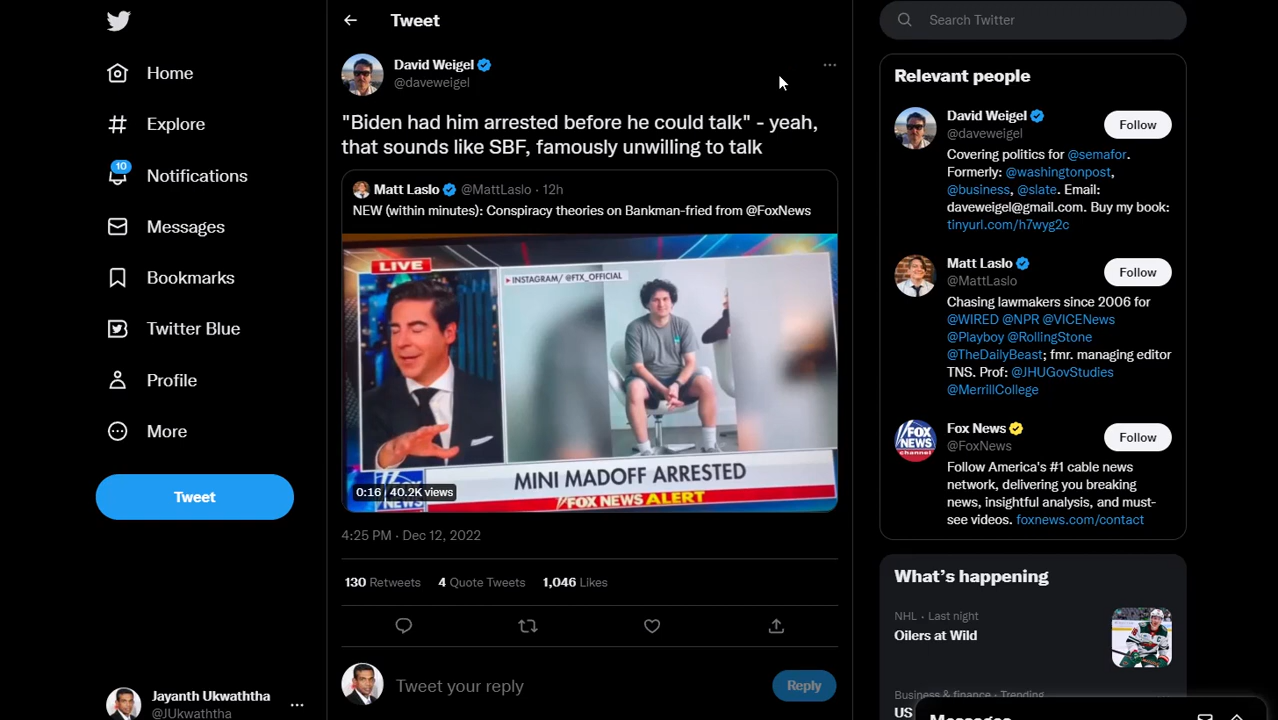 Home
Explore
10
Notifications
Messages
Bookmarks
Twitter Blue
Profile
More
Tweet
Jayanth Ukwaththa
@JUkwaththa
Tweet
David Weigel
@daveweigel
"Biden had him arrested before he could talk" - yeah,
that sounds like SBF, famously unwilling to talk
Matt Laslo @MattLaslo · 12h
NEW (within minutes): Conspiracy theories on Bankman-fried from @FoxNews
LIVE
INSTAGRAM/ @FTX_OFFICIAL
MINI MADOFF ARRESTED
FOX NEWS ALERT
FOX
NEWS
0:16 40.2K views
4:25 PM · Dec 12, 2022
130 Retweets 4 Quote Tweets 1,046 Likes
Tweet your reply
Reply
Search Twitter
Relevant people
David Weigel
@daveweigel
Follow
Covering politics for @semafor.
Formerly: @washingtonpost,
@business, @slate. Email:
daveweigel@gmail.com. Buy my book:
tinyurl.com/h7wyg2c
Matt Laslo
@MattLaslo
Follow
Chasing lawmakers since 2006 for
@WIRED @NPR @VICENews
@Playboy @RollingStone
@TheDailyBeast; fmr. managing editor
TNS. Prof: @JHUGovStudies
@MerrillCollege
FOX
NEWS
channel
Fox News
@FoxNews
Follow
Follow America's #1 cable news
network, delivering you breaking
news, insightful analysis, and must-
see videos. foxnews.com/contact
What's happening
NHL · Last night
Oilers at Wild
Business & finance · Trending
US
Messages